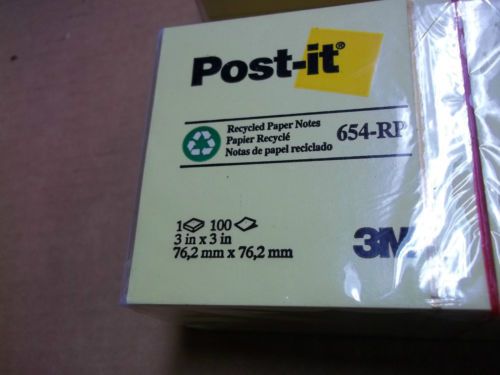 Post-it®
Recycled Paper Notes
Papier Recyclé
Notas de papel reciclado
654-RP
1 100
3 in x 3 in
76,2 mm x 76,2 mm
3M